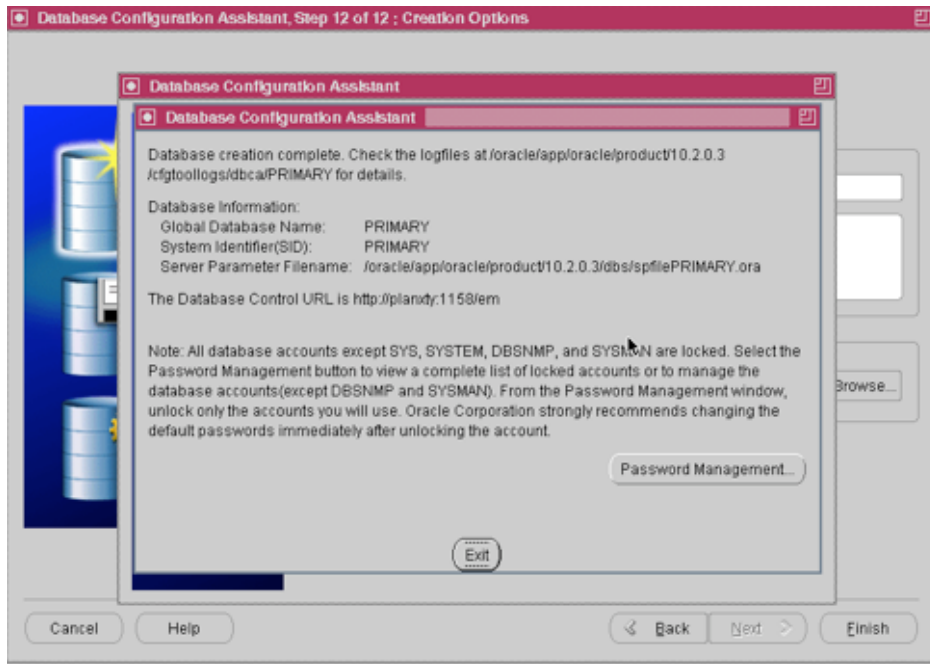 Database Configuration Assistant, Step 12 of 12 : Creation Options
Database Configuration Assistant
Database Configuration Assistant
Database creation complete. Check the logfiles at /oracle/app/oracle/product/10.2.0.3
/cfgtoollogs/dbca/PRIMARY for details.
Database Information:
Global Database Name: PRIMARY
System Identifier(SID): PRIMARY
Server Parameter Filename: /oracle/app/oracle/product/10.2.0.3/dbs/spfilePRIMARY.ora
The Database Control URL is http://planxty:1158/em
Note: All database accounts except SYS, SYSTEM, DBSNMP, and SYSMAN are locked. Select the
Password Management button to view a complete list of locked accounts or to manage the
database accounts(except DBSNMP and SYSMAN). From the Password Management window,
unlock only the accounts you will use. Oracle Corporation strongly recommends changing the
default passwords immediately after unlocking the account.
Browse...
Password Management...
Exit
Cancel Help Back Next Finish